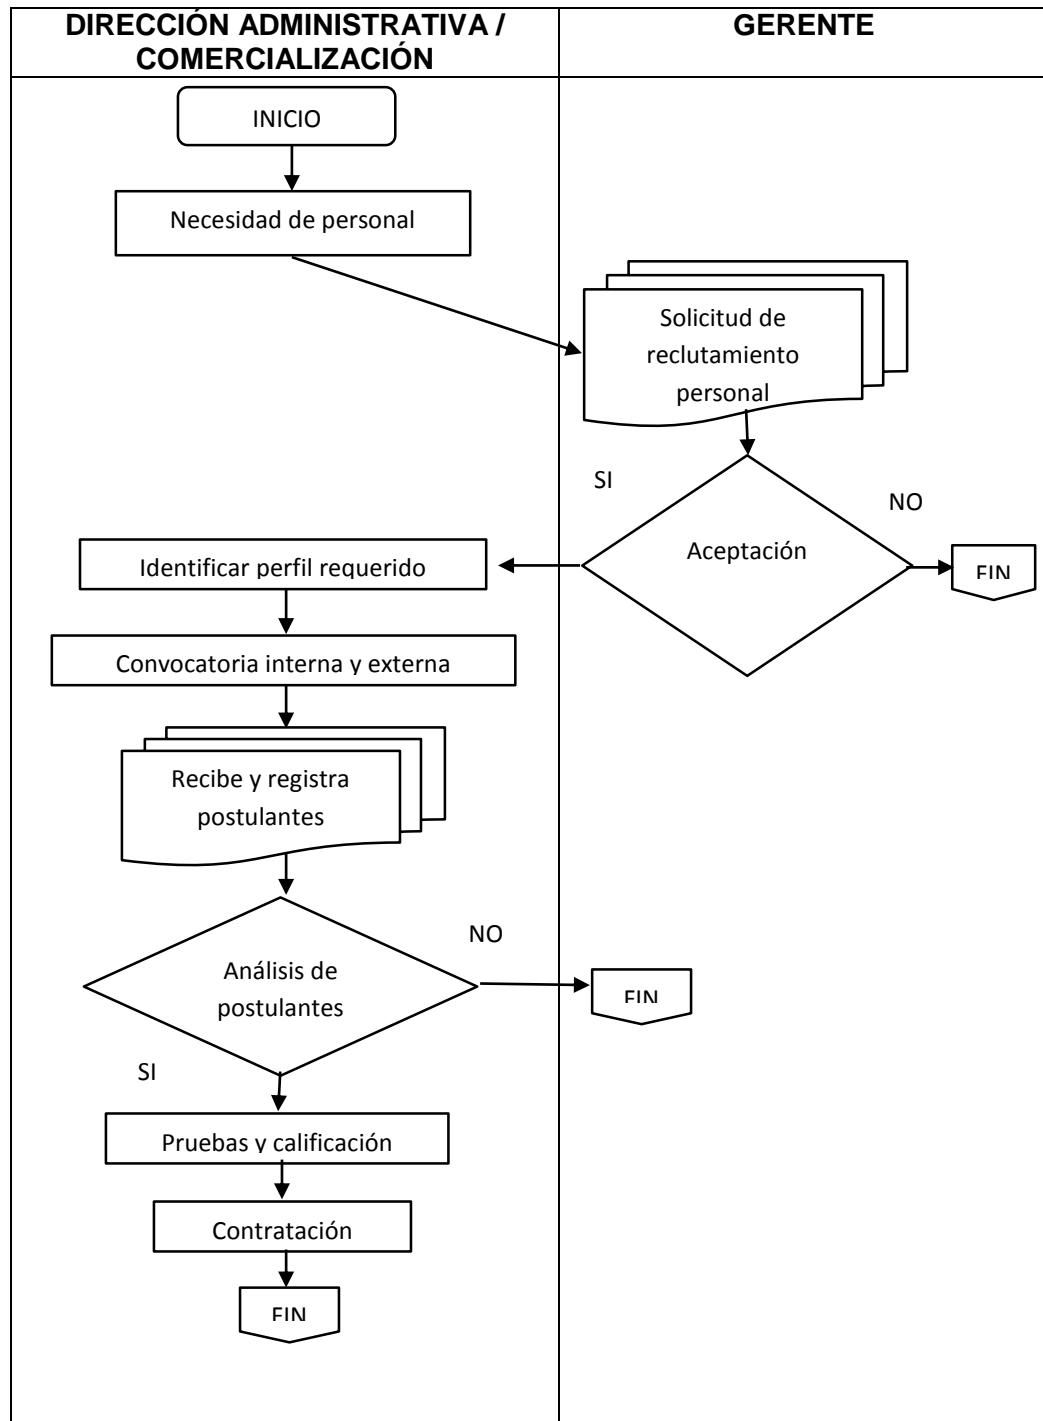 DIRECCIÓN ADMINISTRATIVA /
COMERCIALIZACIÓN
GERENTE
INICIO
Necesidad de personal
Solicitud de
reclutamiento
personal
SI
NO
Aceptación
FIN
Identificar perfil requerido
Convocatoria interna y externa
Recibe y registra
postulantes
NO
Análisis de
postulantes
FIN
SI
Pruebas y calificación
Contratación
FIN